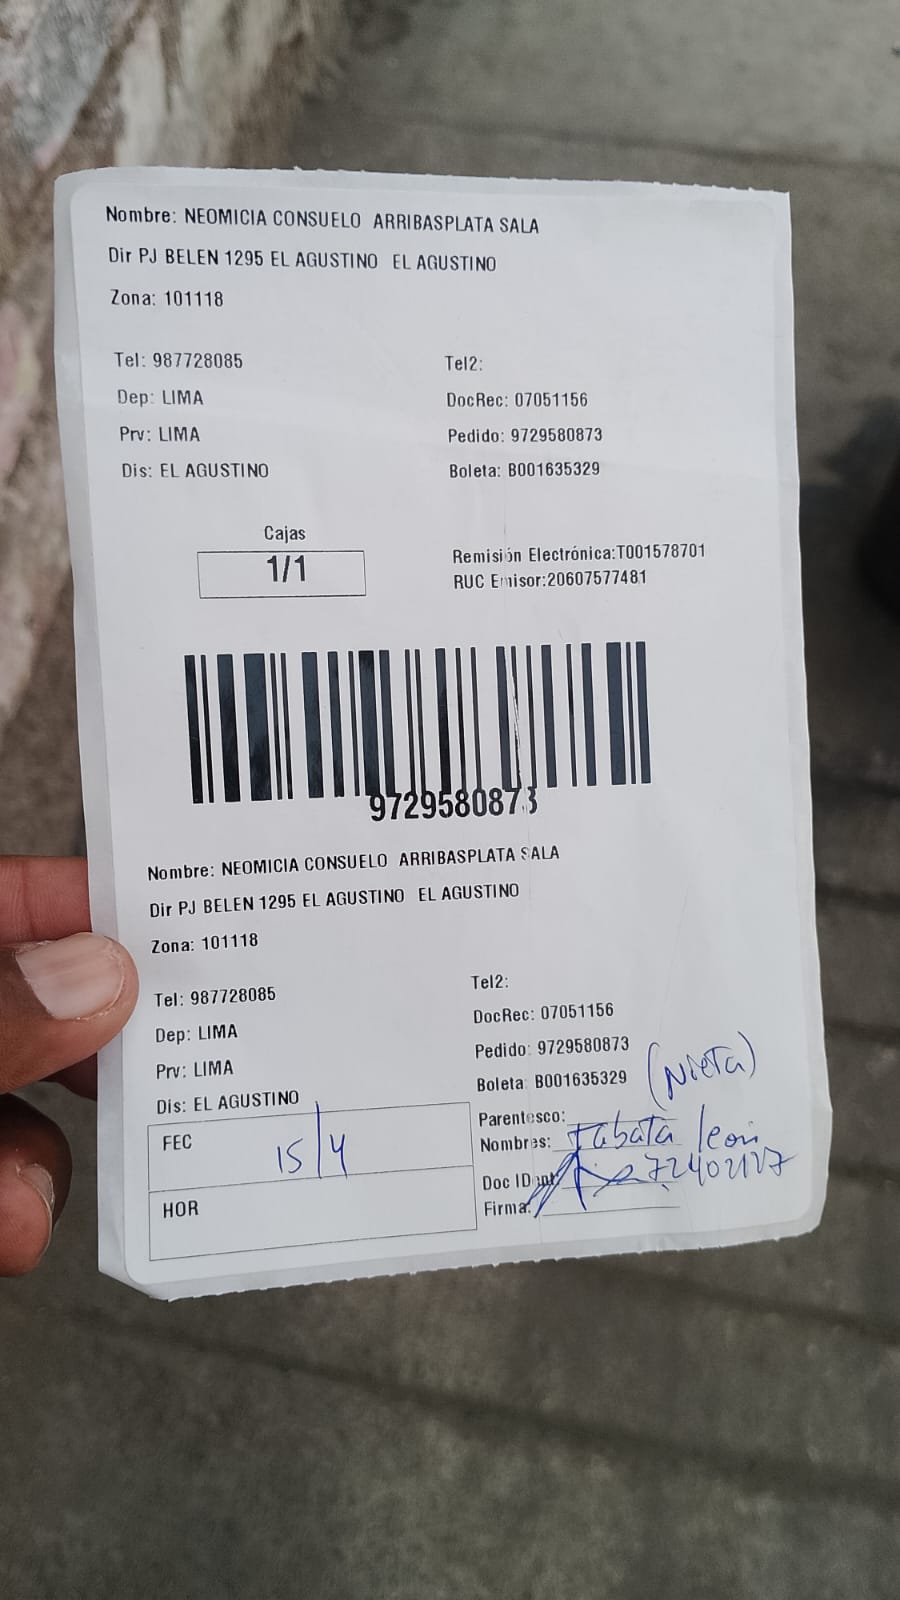 Nombre: NEOMICIA CONSUELO ARRIBASPLATA SALA
Dir PJ BELEN 1295 EL AGUSTINO EL AGUSTINO
Zona: 101118
Tel: 987728085 Tel2:
Dep: LIMA DocRec: 07051156
Prv: LIMA Pedido: 9729580873
Dis: EL AGUSTINO Boleta: B001635329
Cajas
1/1
Remisión Electrónica:T001578701
RUC Emisor:20607577481
9729580873
Nombre: NEOMICIA CONSUELO ARRIBASPLATA SALA
Dir PJ BELEN 1295 EL AGUSTINO EL AGUSTINO
Zona: 101118
Tel: 987728085 Tel2:
Dep: LIMA DocRec: 07051156
Prv: LIMA Pedido: 9729580873
Dis: EL AGUSTINO Boleta: B001635329
(Nieta)
Parentesco:
FEC 15/4 Nombres: Tabata leon
Doc ID
HOR Firma: